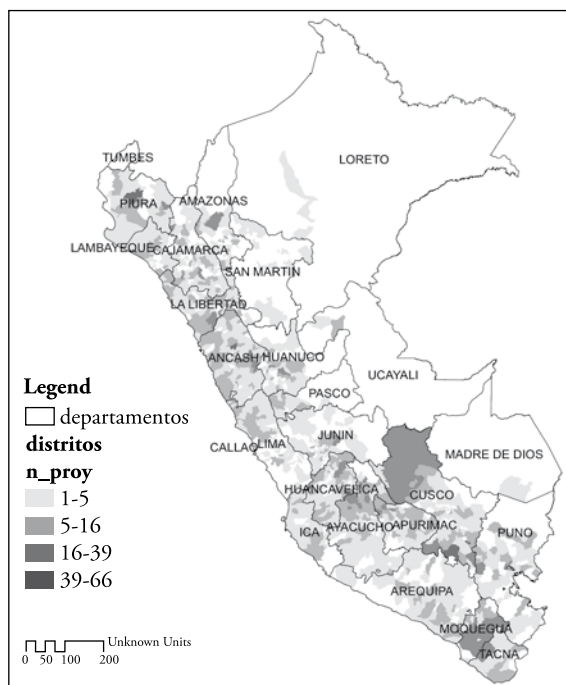 TUMBES
LORETO
PIURA
AMAZONAS
LAMBAYEQUE
CAJAMARCA
SAN MARTIN
LA LIBERTAD
ANCASH
HUANUCO
UCAYALI
PASCO
Legend
departamentos
distritos
n_proy
1-5
5-16
16-39
39-66
CALLAO
LIMA
JUNIN
MADRE DE DIOS
HUANCAVELICA
CUSCO
ICA
AYACUCHO
APURIMAC
PUNO
AREQUIPA
MOQUEGUA
TACNA
Unknown Units
0 50 100 200